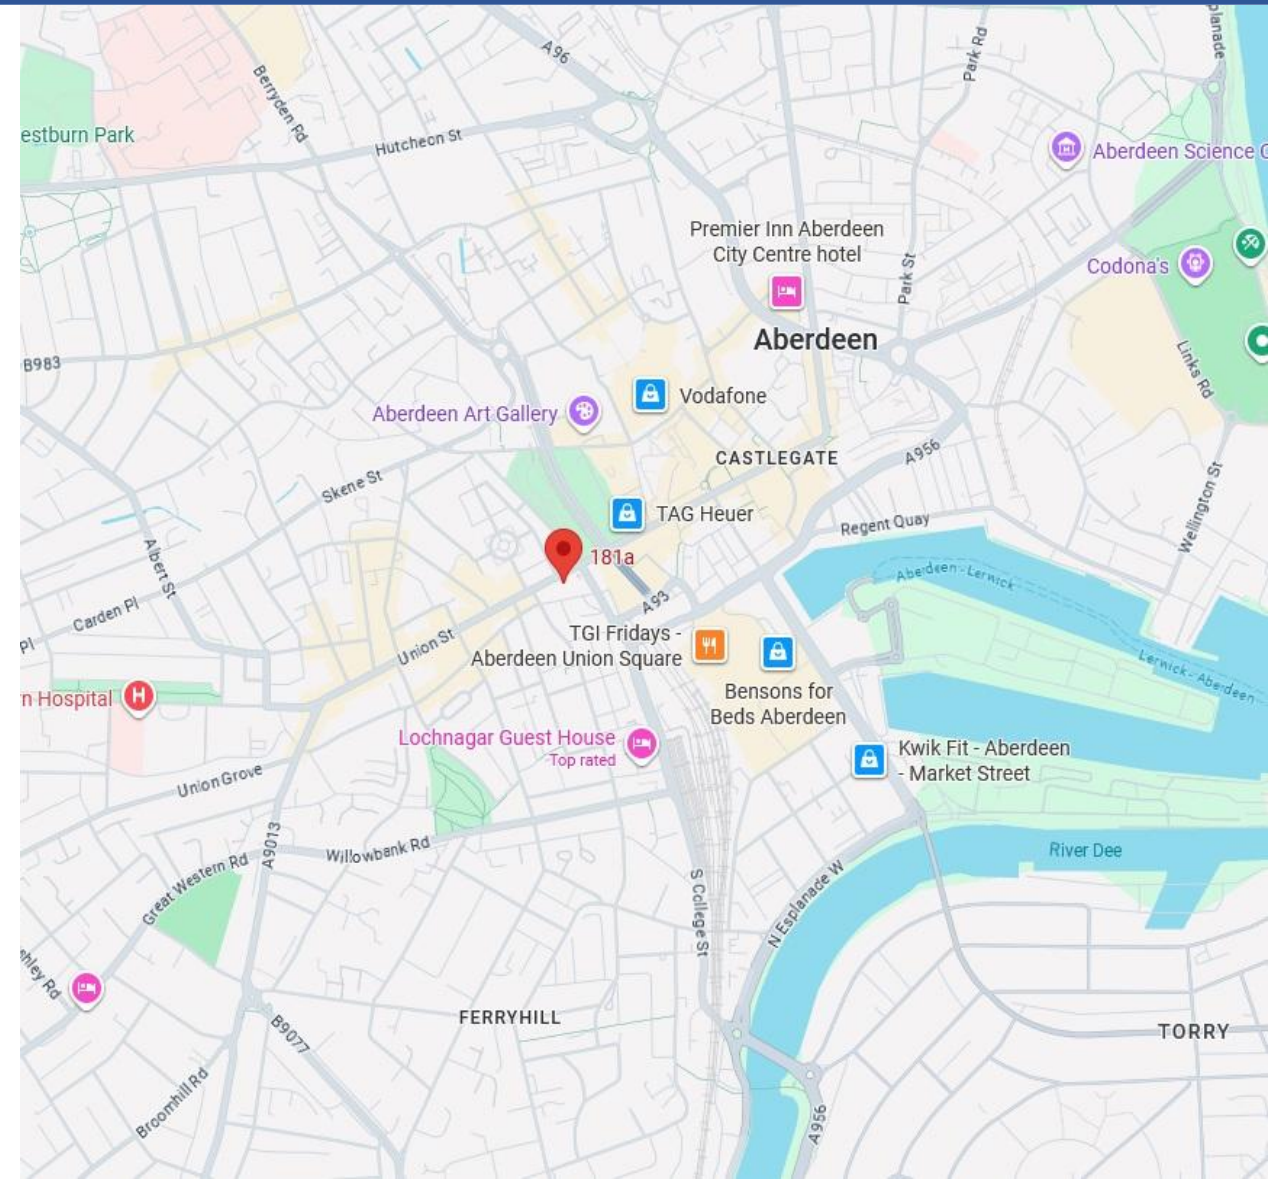 A96
Park Rd
planade
Berryden Rd
estburn Park
Hutcheon St
Aberdeen Science C
Premier Inn Aberdeen
City Centre hotel
Park St
Codona's
Aberdeen
B983
Links Rd
Vodafone
Aberdeen Art Gallery
CASTLEGATE
A956
Skene St
Wellington St
TAG Heuer
Regent Quay
181a
Albert St
Aberdeen - Lerwick
A93
Carden Pl
Pl
Union St
TGI Fridays -
Aberdeen Union Square
Lerwick - Aberdeen
n Hospital
Bensons for
Beds Aberdeen
Lochnagar Guest House
Top rated
Kwik Fit - Aberdeen
- Market Street
Union Grove
A9013
Willowbank Rd
River Dee
Great Western Rd
S College St
N Esplanade W
shley Rd
FERRYHILL
B9077
TORRY
Broomhill Rd
A956